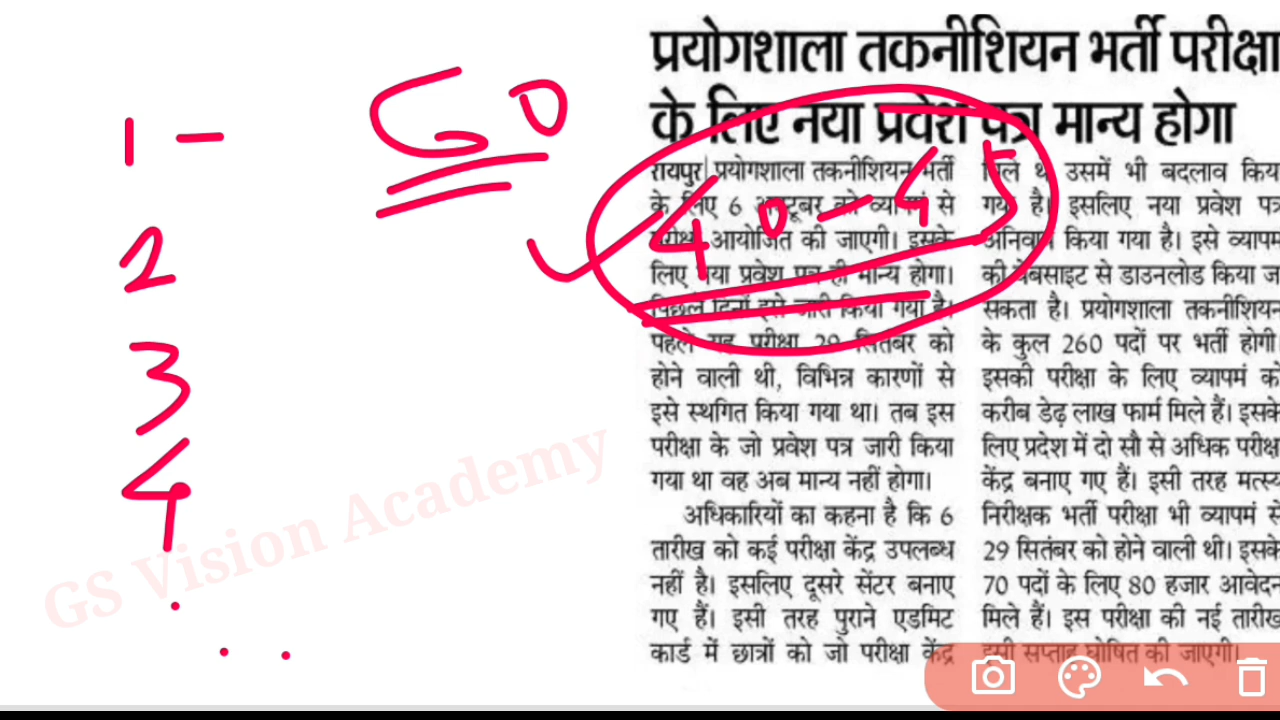 1 -
50
2
3
4
40-45
GS Vision Academy
प्रयोगशाला तकनीशियन भर्ती परीक्षा
के लिए नया प्रवेश पत्र मान्य होगा
रायपुर| प्रयोगशाला तकनीशियन भर्ती
के लिए 6 को व्यापमं से
आयोजित की जाएगी। इसके
लिए नया प्रवेश पत्र ही मान्य होगा।
पिछले दिनों इसे जारी किया गया है।
पहले यह परीक्षा 29 सितंबर को
होने वाली थी, विभिन्न कारणों से
इसे स्थगित किया गया था। तब इस
परीक्षा के जो प्रवेश पत्र जारी किया
गया था वह अब मान्य नहीं होगा।
अधिकारियों का कहना है कि 6
तारीख को कई परीक्षा केंद्र उपलब्ध
नहीं है। इसलिए दूसरे सेंटर बनाए
गए हैं। इसी तरह पुराने एडमिट
कार्ड में छात्रों को जो परीक्षा केंद्र
मिले थे उसमें भी बदलाव किया
गया है। इसलिए नया प्रवेश पत्र
अनिवार्य किया गया है। इसे व्यापमं
की वेबसाइट से डाउनलोड किया जा
सकता है। प्रयोगशाला तकनीशियन
के कुल 260 पदों पर भर्ती होगी।
इसकी परीक्षा के लिए व्यापमं को
करीब डेढ़ लाख फार्म मिले हैं। इसके
लिए प्रदेश में दो सौ से अधिक परीक्षा
केंद्र बनाए गए हैं। इसी तरह मत्स्य
निरीक्षक भर्ती परीक्षा भी व्यापमं से
29 सितंबर को होने वाली थी। इसके
70 पदों के लिए 80 हजार आवेदन
मिले हैं। इस परीक्षा की नई तारीख
इसी सप्ताह घोषित की जाएगी।